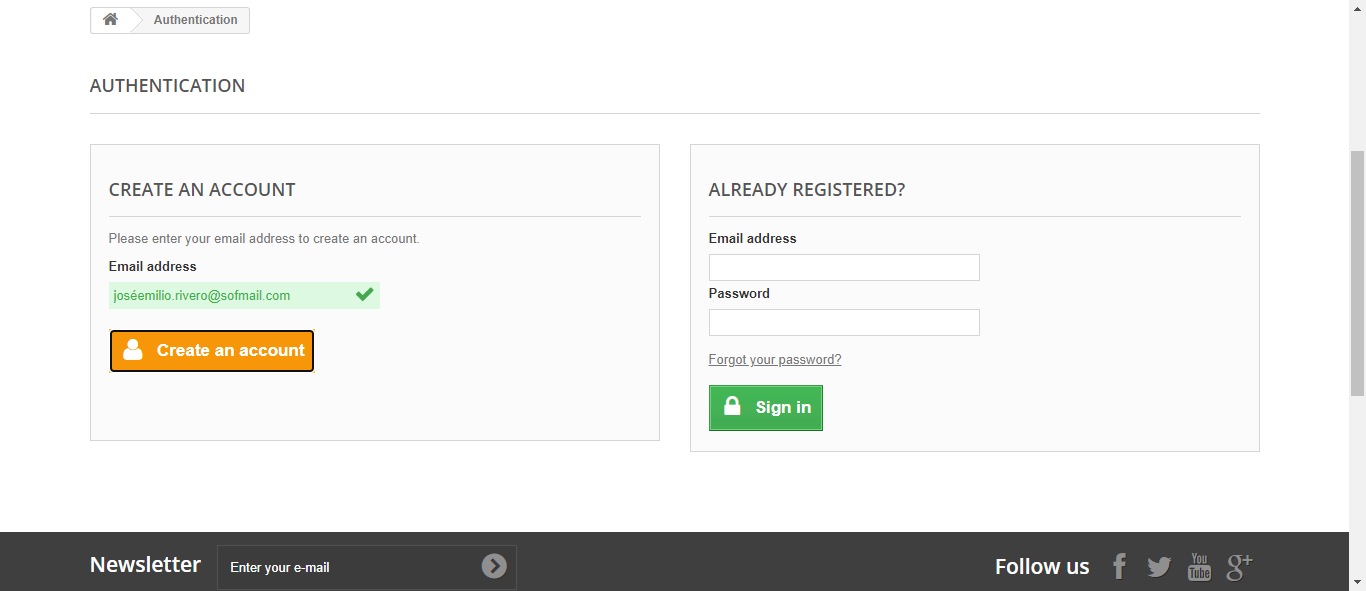 Authentication
AUTHENTICATION
CREATE AN ACCOUNT
Please enter your email address to create an account.
Email address
joséemilio.rivero@sofmail.com
Create an account
ALREADY REGISTERED?
Email address
Password
Forgot your password?
Sign in
Newsletter
Enter your e-mail
Follow us
f
You
Tube
g+